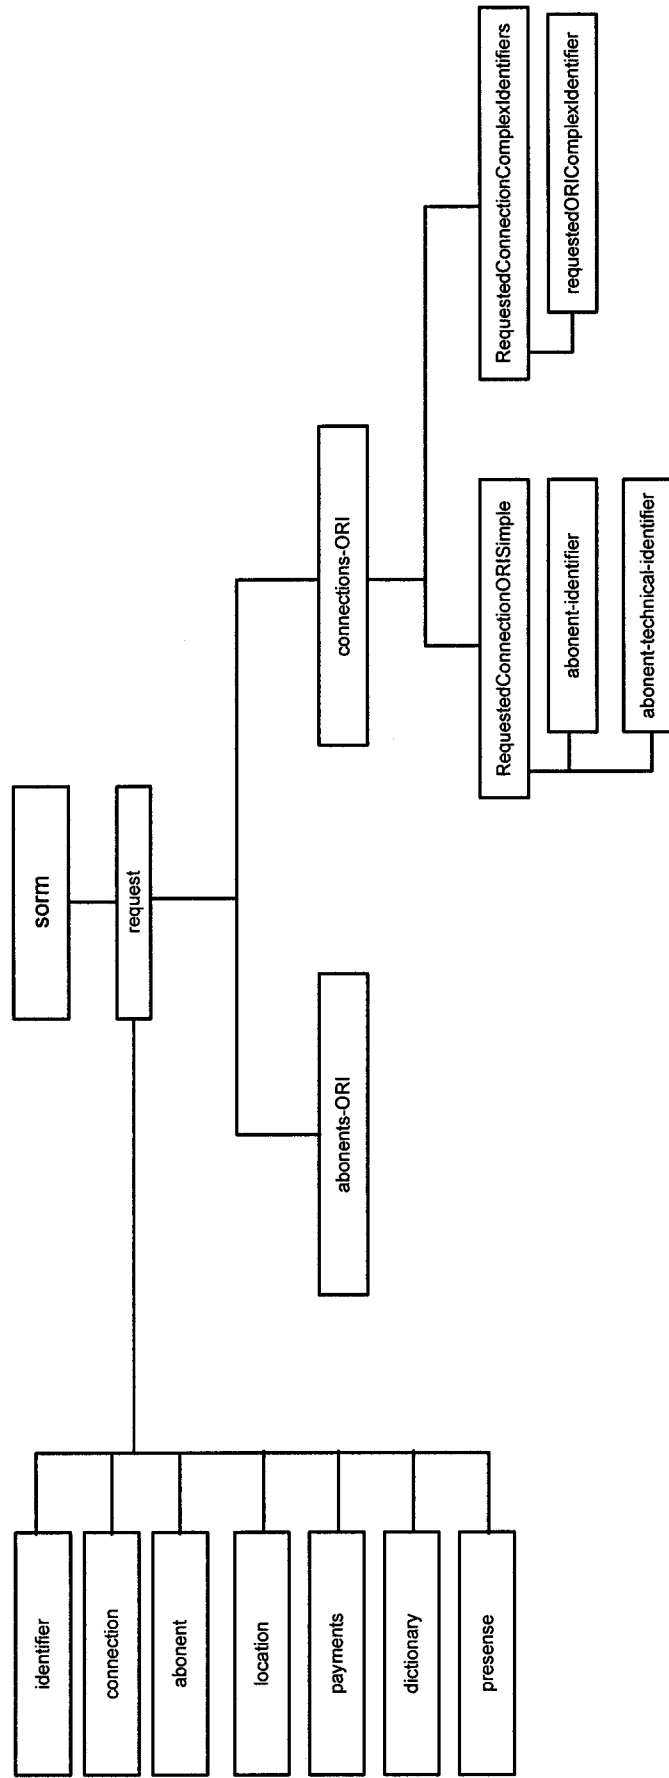 sorm
request
identifier
connection
abonent
location
payments
dictionary
presense
abonents-ORI
connections-ORI
RequestedConnectionORISimple
abonent-identifier
abonent-technical-identifier
RequestedConnectionComplexIdentifiers
requestedORIComplexIdentifier